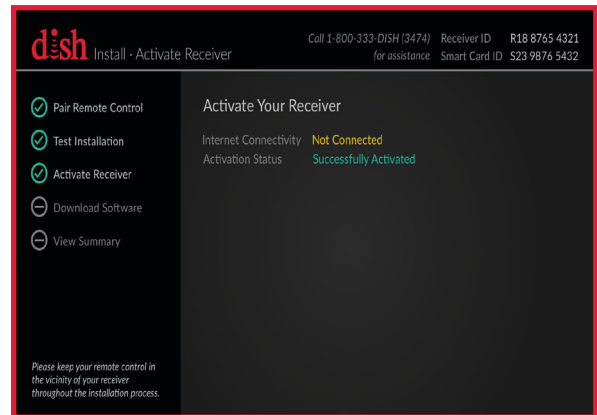 dish Install · Activate Receiver
Call 1-800-333-DISH (3474)
for assistance
Receiver ID R18 8765 4321
Smart Card ID S23 9876 5432
Pair Remote Control
Test Installation
Activate Receiver
Download Software
View Summary
Please keep your remote control in
the vicinity of your receiver
throughout the installation process.
Activate Your Receiver
Internet Connectivity Not Connected
Activation Status Successfully Activated